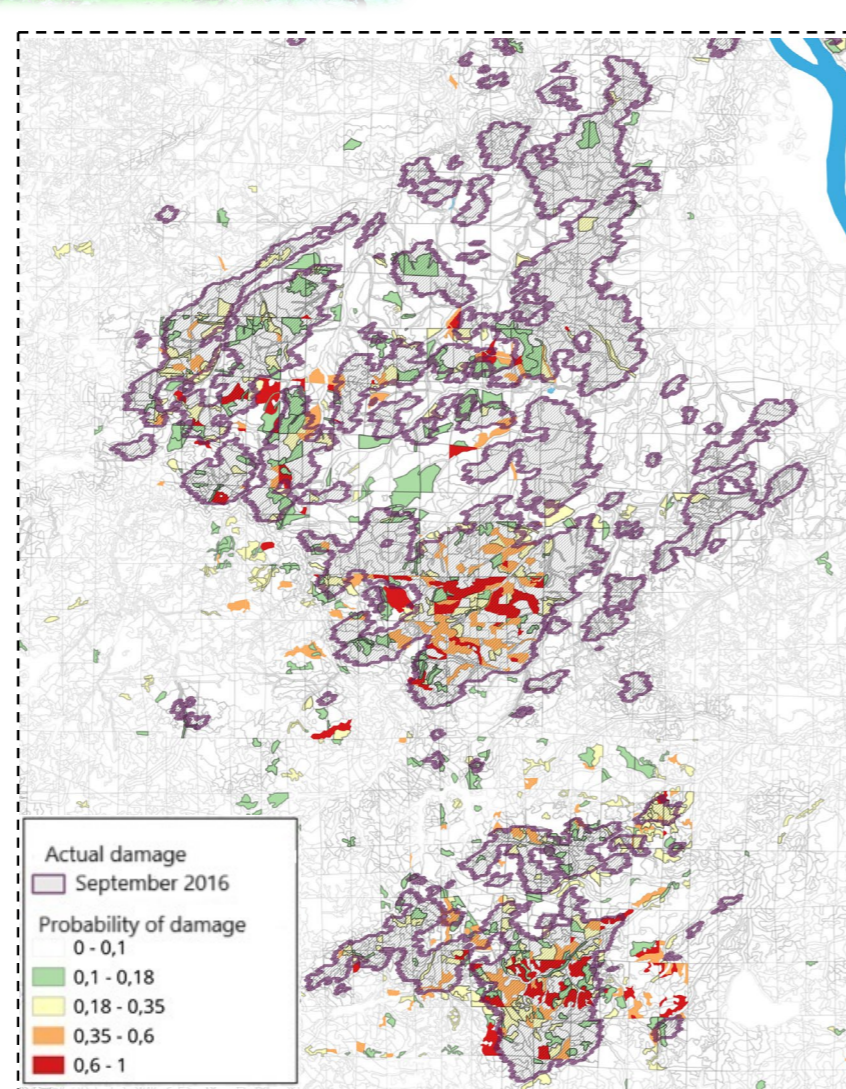 Actual damage
September 2016
Probability of damage
0 - 0,1
0,1 - 0,18
0,18 - 0,35
0,35 - 0,6
0,6 - 1